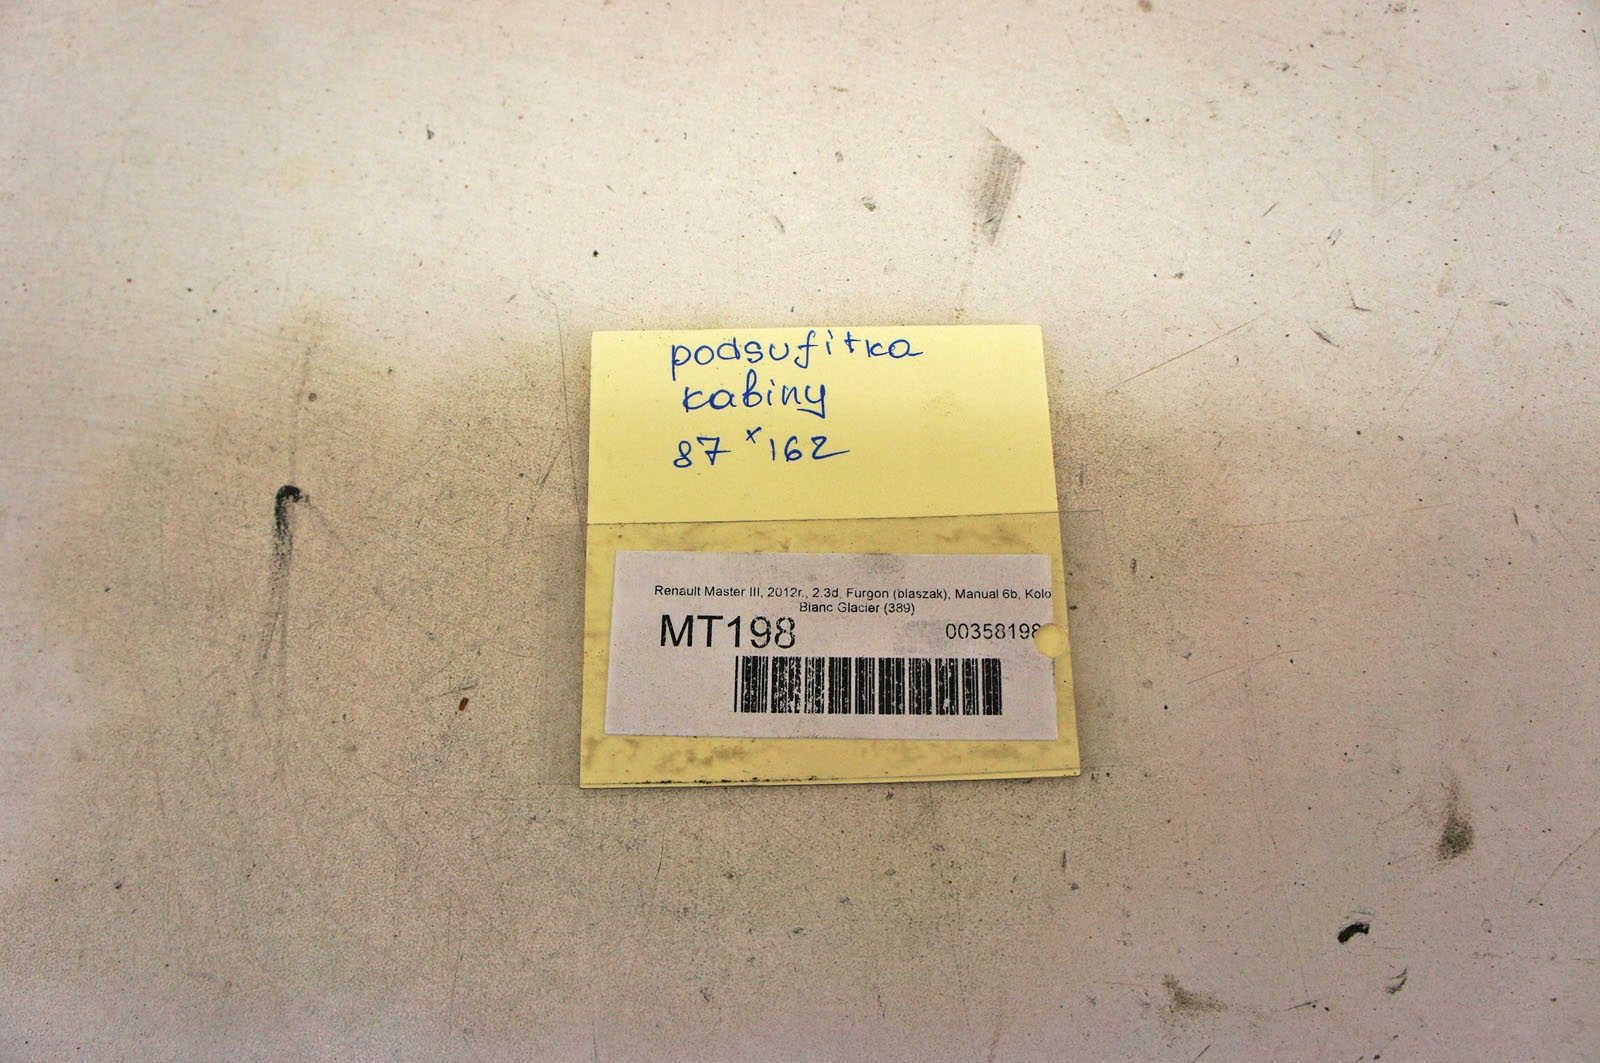 podsufitka
kabiny
87 x 162
Renault Master III, 2012r., 2.3d, Furgon (blaszak), Manual 6b, Kolo
Blanc Glacier (389)
MT198 00358198